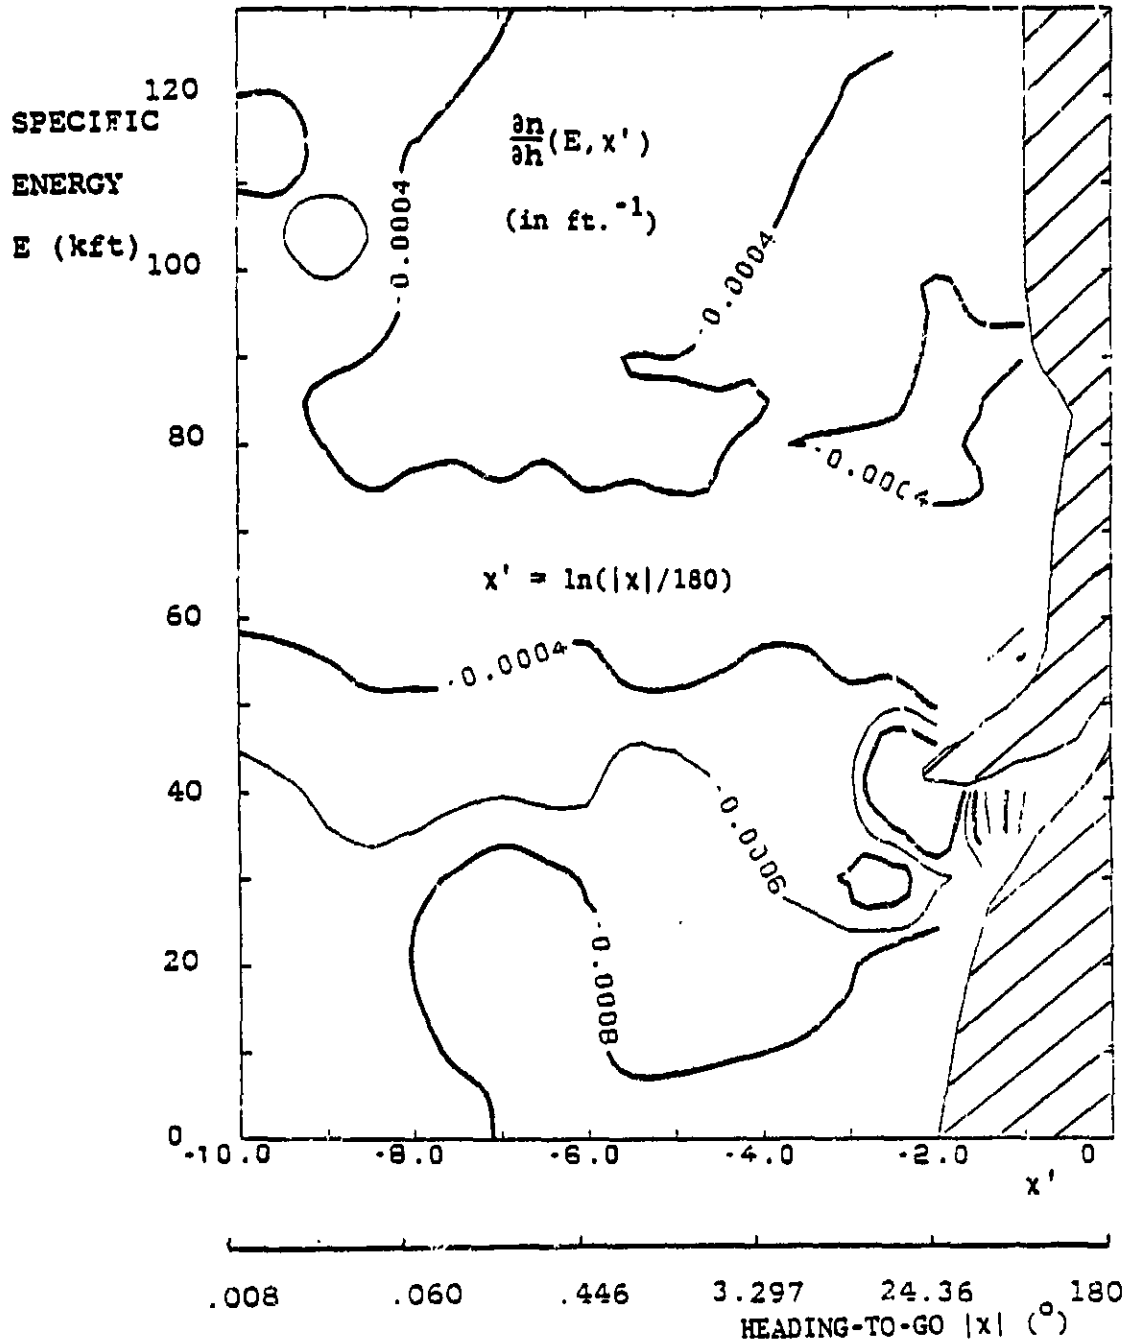 SPECIFIC
ENERGY
E (kft)
120
100
80
60
40
20
0
∂n/∂h (E, χ')
(in ft.⁻¹)
-0.0004
-0.0004
-0.0004
χ' = ln(|χ|/180)
-0.0004
-0.0006
-0.0008
-10.0 -8.0 -6.0 -4.0 -2.0 0
χ'
.008 .060 .446 3.297 24.36 180
HEADING-TO-GO |χ| (°)